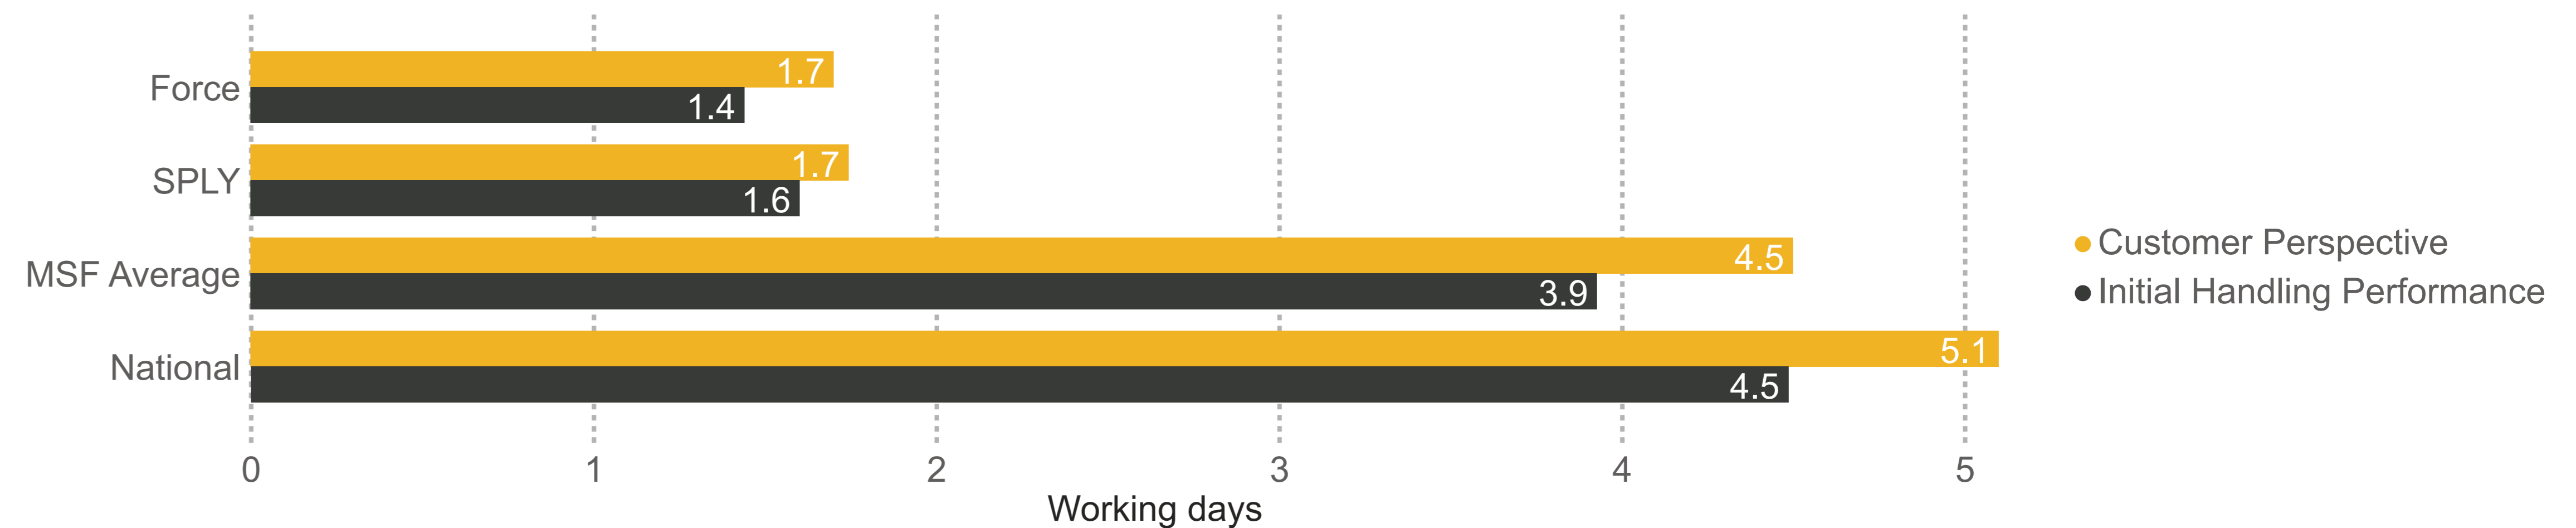 Force
1.7
1.4
SPLY
1.7
1.6
MSF Average
4.5
3.9
National
5.1
4.5
0 1 2 3 4 5
Working days
Customer Perspective
Initial Handling Performance